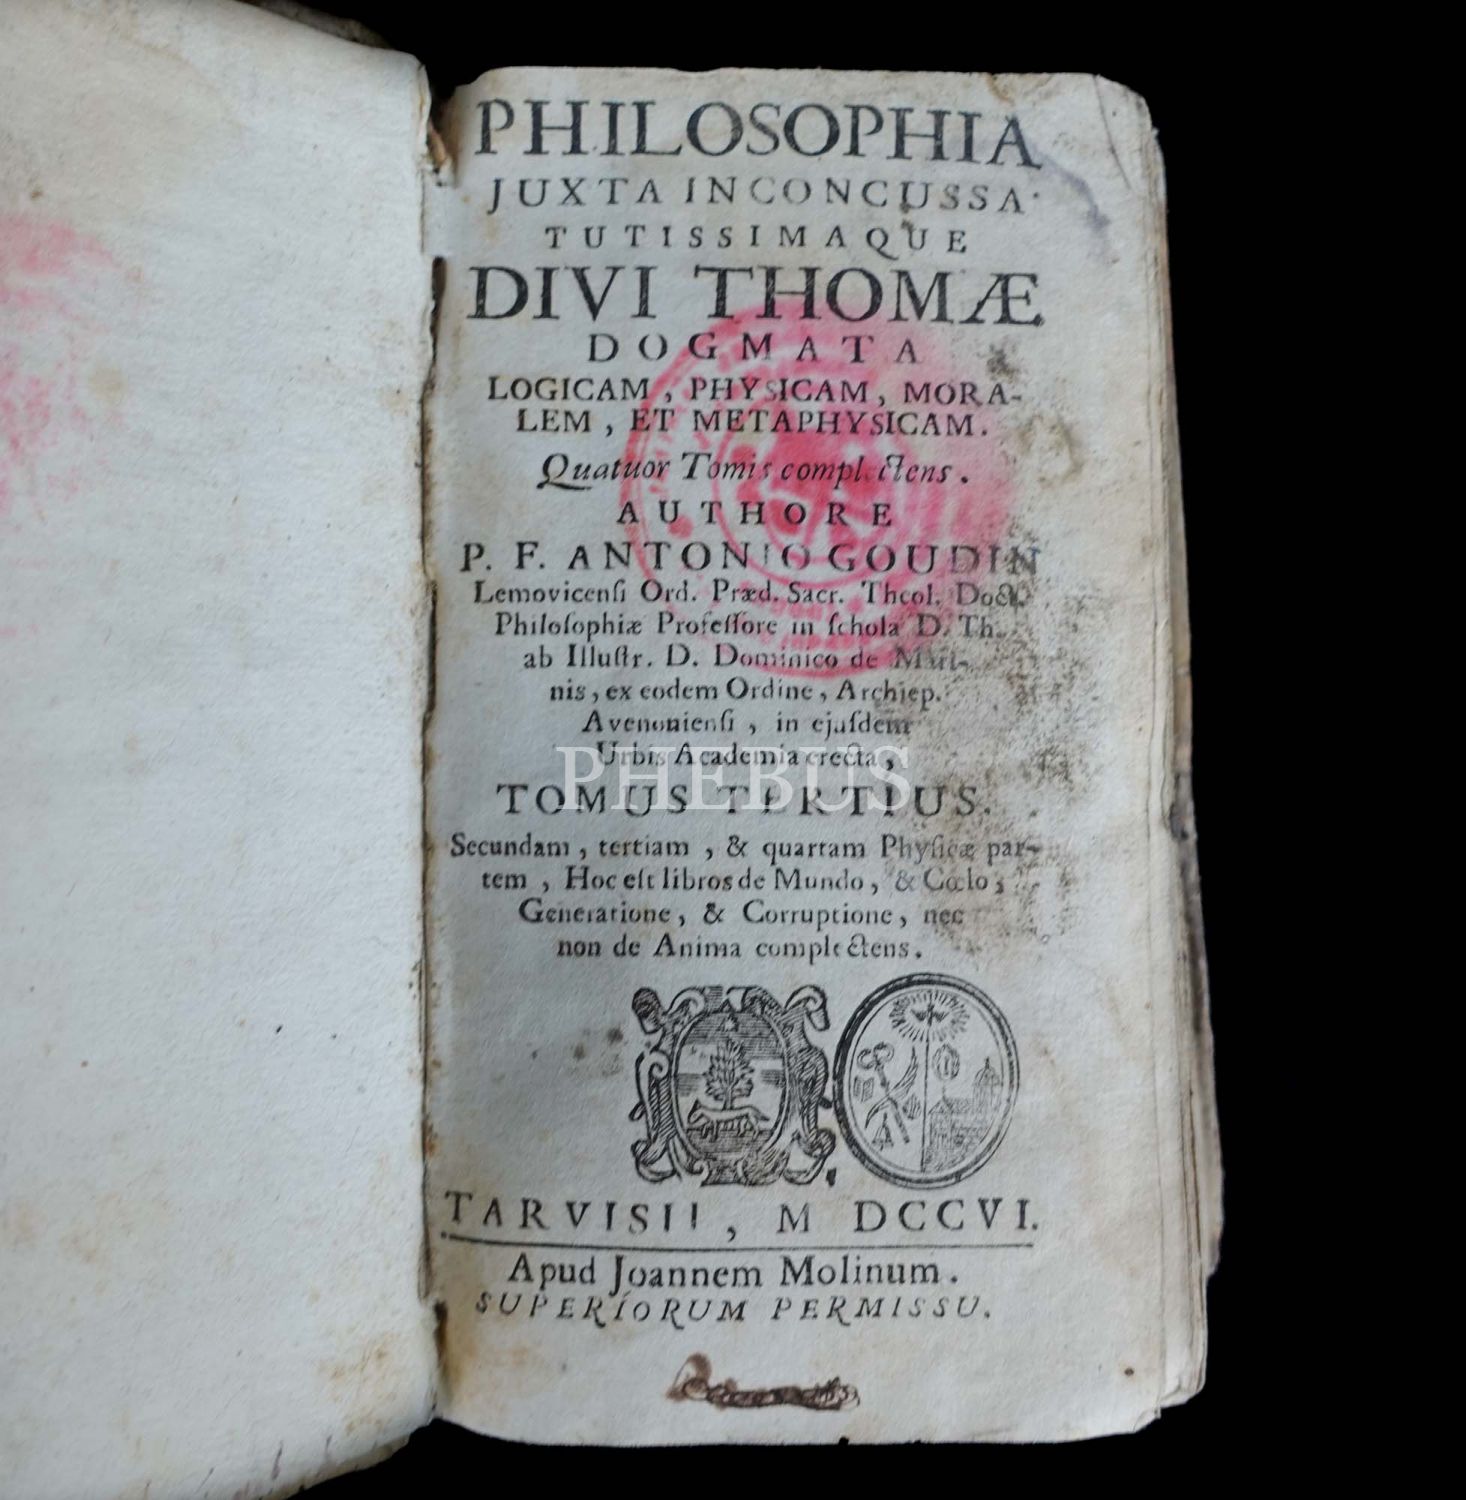 PHILOSOPHIA
JUXTA INCONCUSSA
TUTISSIMAQUE
DIVI THOMÆ
DOGMATA
LOGICAM, PHYSICAM, MORA-
LEM, ET METAPHYSICAM.
Quatuor Tomis complectens.
AUTHORE
P. F. ANTONIO GOUDIN
Lemovicenſi Ord. Præd. Sacr. Theol. Doct.
Philoſophiæ Profeſſore in ſchola D. Th.
ab Illuſtr. D. Dominico de Mari-
nis, ex eodem Ordine, Archiep.
Avenonienſi, in ejuſdem
Urbis Academia erecta,
PHEBUS
TOMUS TERTIUS.
Secundam, tertiam, & quartam Phyſicæ par-
tem, Hoc eſt libros de Mundo, & Cœlo,
Generatione, & Corruptione, nec
non de Anima complectens.
TARVISII, M DCCVI.
Apud Joannem Molinum.
SUPERIORUM PERMISSU.